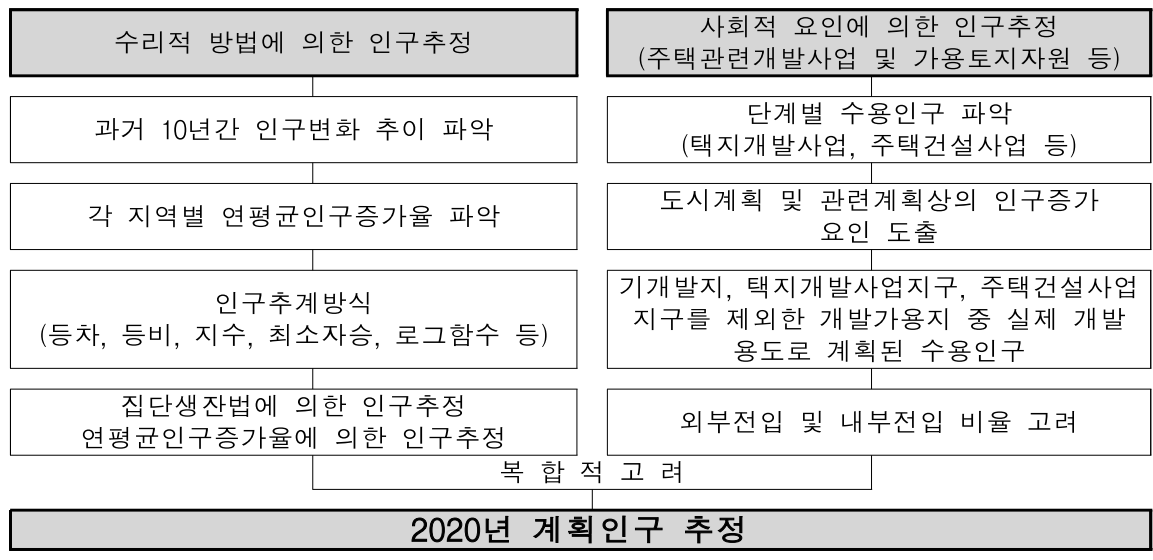 수리적 방법에 의한 인구추정
과거 10년간 인구변화 추이 파악
각 지역별 연평균인구증가율 파악
인구추계방식
(등차, 등비, 지수, 최소자승, 로그함수 등)
집단생잔법에 의한 인구추정
연평균인구증가율에 의한 인구추정
사회적 요인에 의한 인구추정
(주택관련개발사업 및 가용토지자원 등)
단계별 수용인구 파악
(택지개발사업, 주택건설사업 등)
도시계획 및 관련계획상의 인구증가
요인 도출
기개발지, 택지개발사업지구, 주택건설사업
지구를 제외한 개발가용지 중 실제 개발
용도로 계획된 수용인구
외부전입 및 내부전입 비율 고려
복 합 적 고 려
2020년 계획인구 추정